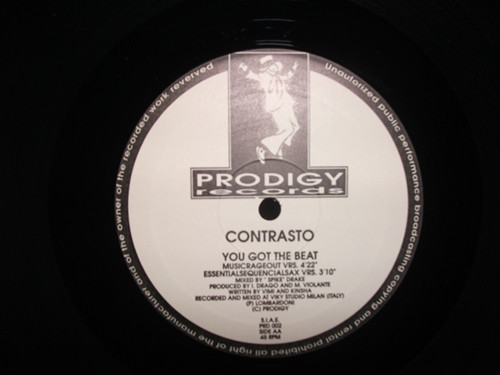 PRODIGY
records
CONTRASTO
YOU GOT THE BEAT
MUSICRAGEOUT VRS. 4'22"
ESSENTIALSEQUENCIALSAX VRS. 3'10"
MIXED BY "SPIKE" DRAKE
PRODUCED BY I. DRAGO AND M. VIOLANTE
WRITTEN BY VIMI AND KINSHA
RECORDED AND MIXED AT VIKY STUDIO MILAN (ITALY)
(P) LOMBARDONI
(C) PRODIGY
S.I.A.E.
PRD 002
SIDE AA
45 RPM
all right of the manufacturer and of the owner of the recorded work reverved
Unautorized public performance broadcasting copying and rental prohibited